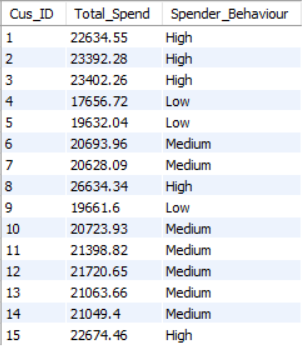 Cus_ID Total_Spend Spender_Behaviour
1 22634.55 High
2 23392.28 High
3 23402.26 High
4 17656.72 Low
5 19632.04 Low
6 20693.96 Medium
7 20628.09 Medium
8 26634.34 High
9 19661.6 Low
10 20723.93 Medium
11 21398.82 Medium
12 21720.65 Medium
13 21063.66 Medium
14 21049.4 Medium
15 22674.46 High